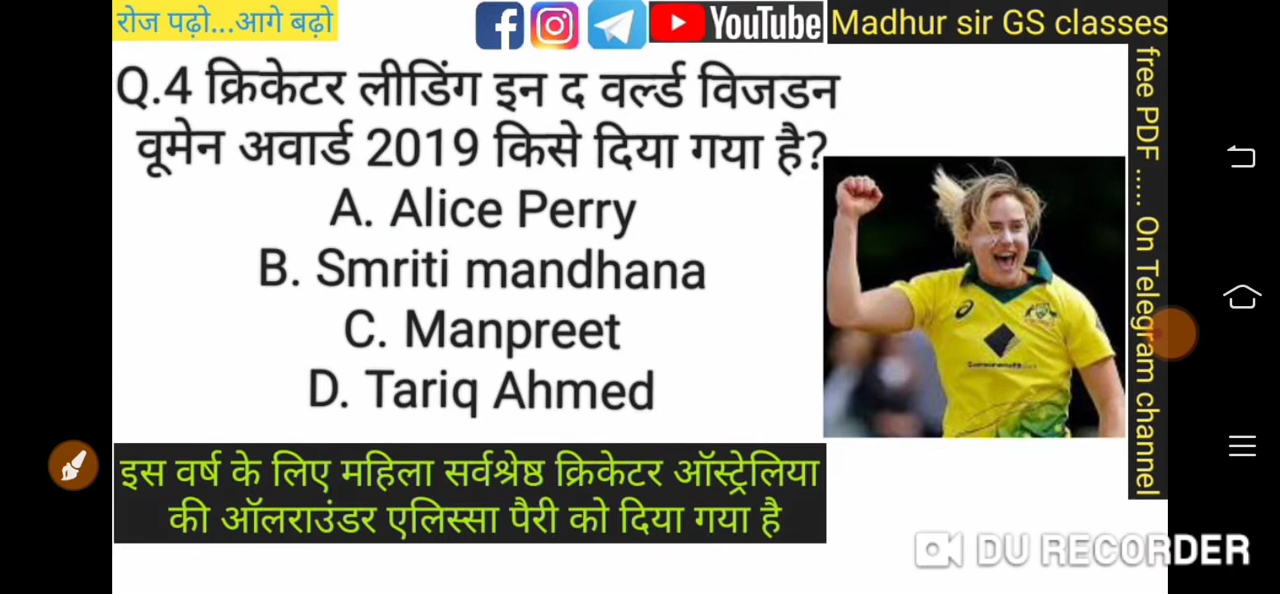 रोज पढ़ो...आगे बढ़ो
YouTube
Madhur sir GS classes
free PDF ..... On Telegram channel
Q.4 क्रिकेटर लीडिंग इन द वर्ल्ड विजडन
वूमेन अवार्ड 2019 किसे दिया गया है?
A. Alice Perry
B. Smriti mandhana
C. Manpreet
D. Tariq Ahmed
इस वर्ष के लिए महिला सर्वश्रेष्ठ क्रिकेटर ऑस्ट्रेलिया
की ऑलराउंडर एलिस्सा पैरी को दिया गया है
DU RECORDER